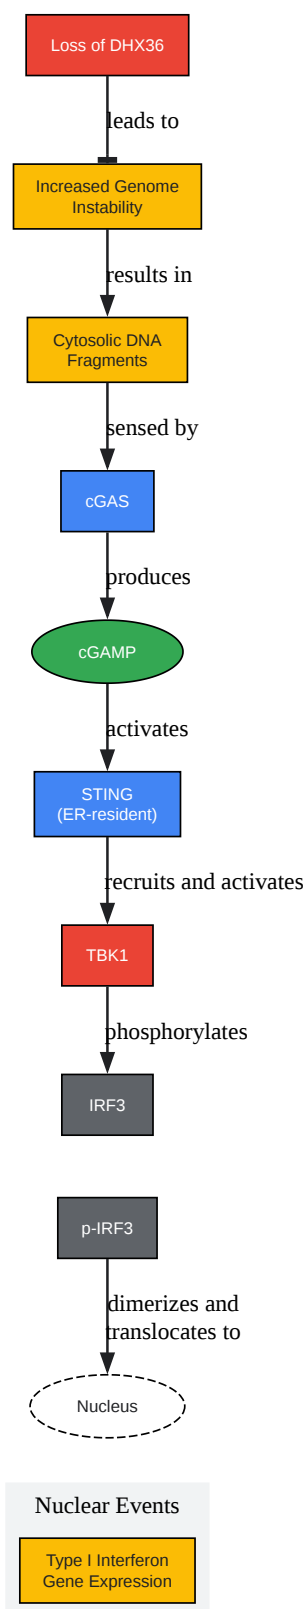 Loss of DHX36
leads to
Increased Genome
Instability
results in
Cytosolic DNA
Fragments
sensed by
cGAS
produces
cGAMP
activates
STING
(ER-resident)
recruits and activates
TBK1
phosphorylates
IRF3
p-IRF3
dimerizes and
translocates to
Nucleus
Nuclear Events
Type I Interferon
Gene Expression